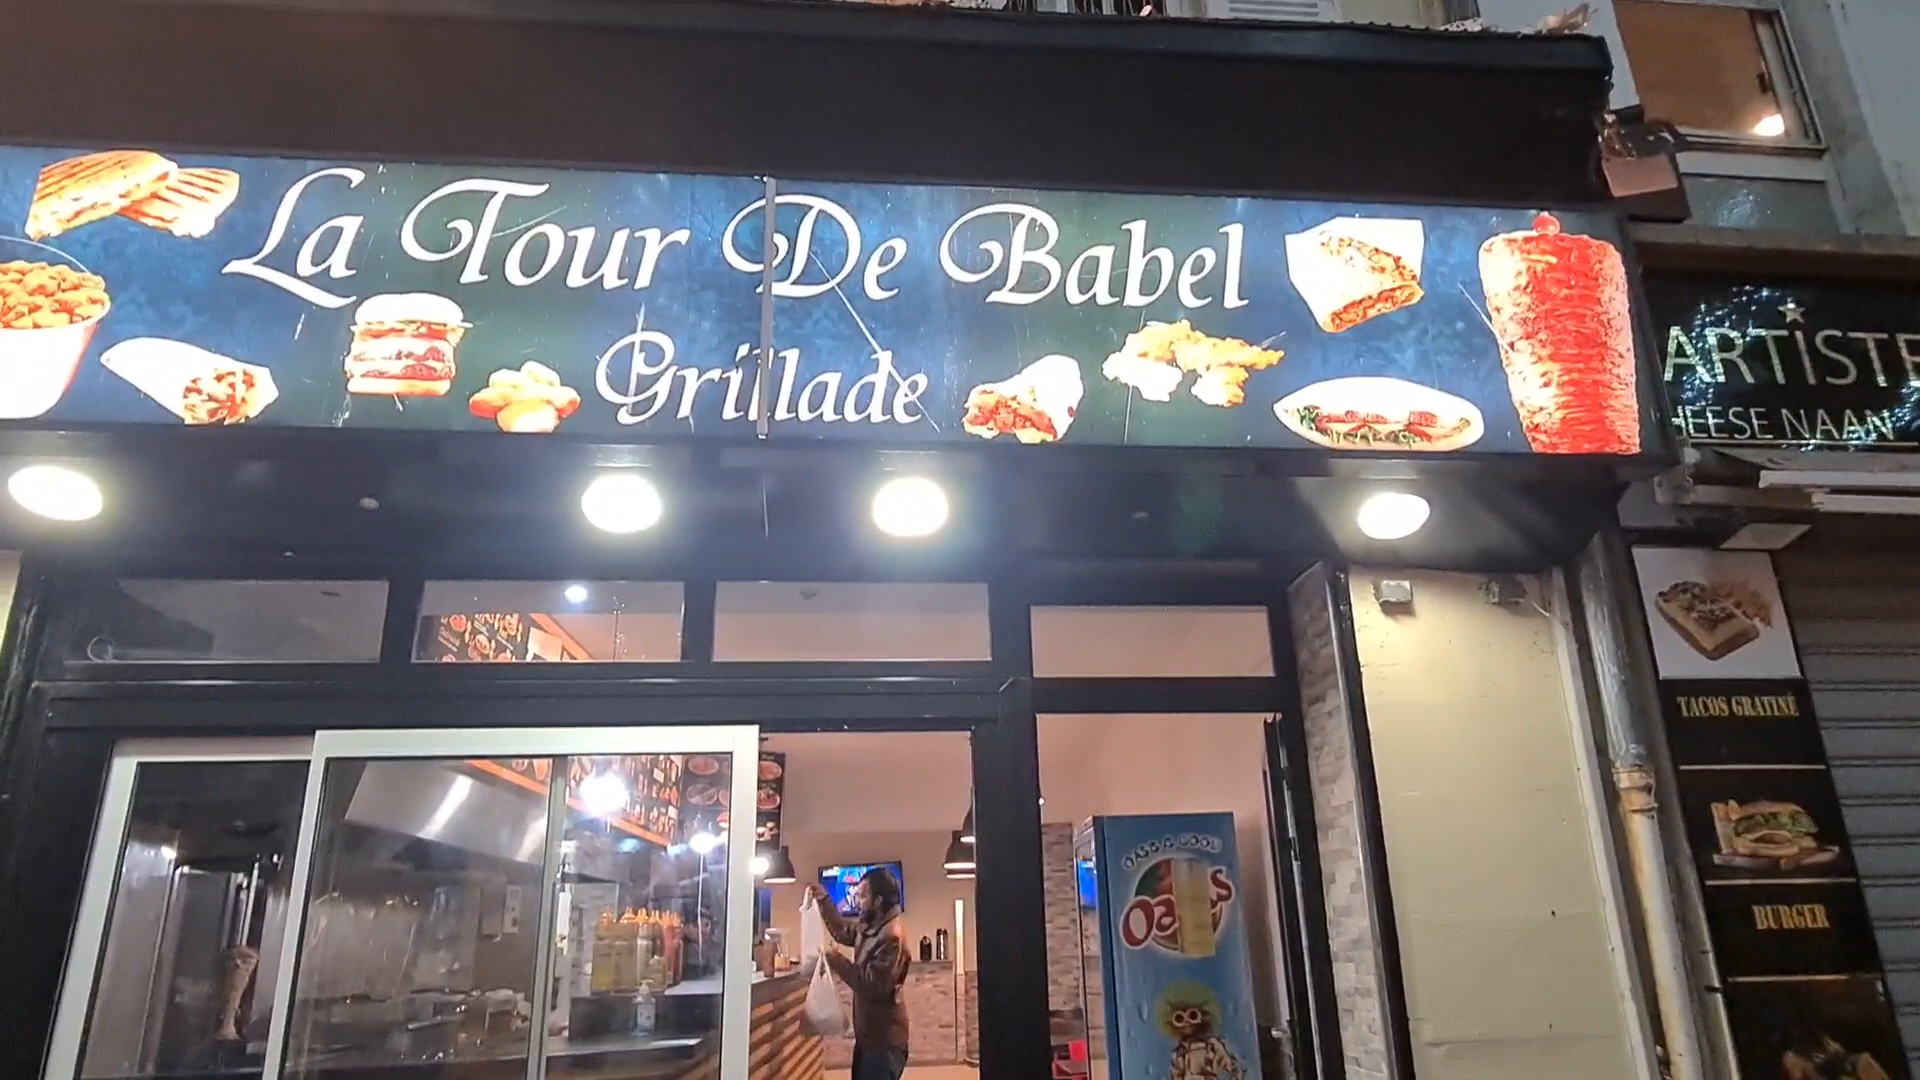 La Tour De Babel
Grillade
ARTISTE
HEESE NAAN
TACOS GRATINÉ
BURGER
OASIS